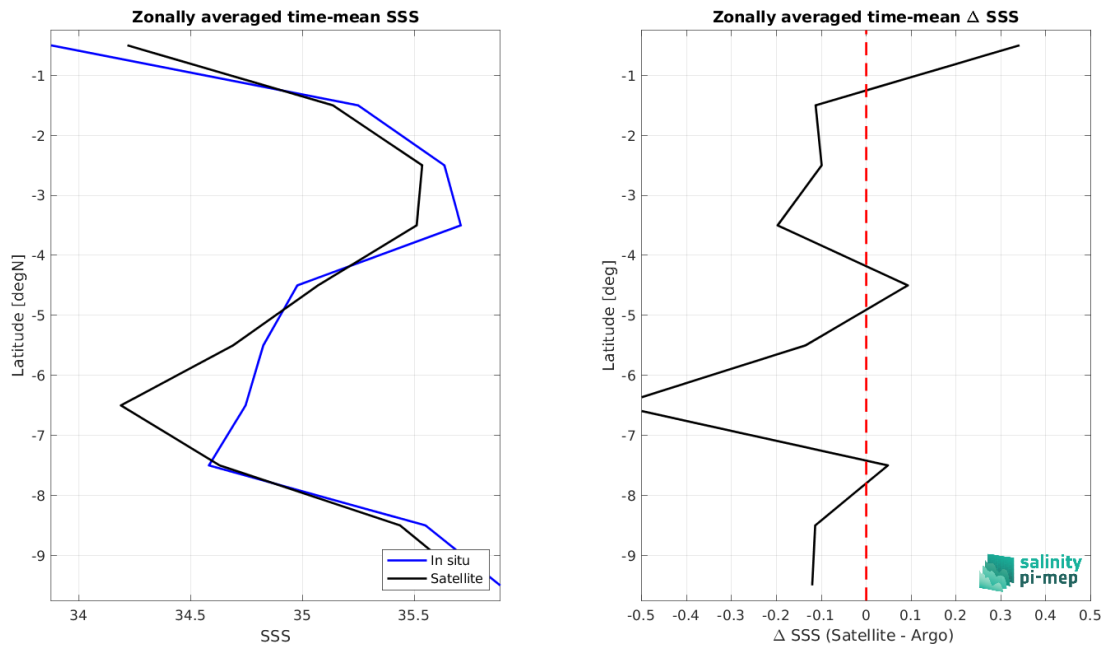 Zonally averaged time-mean SSS
-1
-2
-3
-4
-5
-6
-7
-8
-9
Latitude [degN]
34
34.5
35
35.5
SSS
In situ
Satellite
Zonally averaged time-mean Δ SSS
-1
-2
-3
-4
-5
-6
-7
-8
-9
Latitude [deg]
-0.5 -0.4 -0.3 -0.2 -0.1 0 0.1 0.2 0.3 0.4 0.5
Δ SSS (Satellite - Argo)
salinity
pi-mep